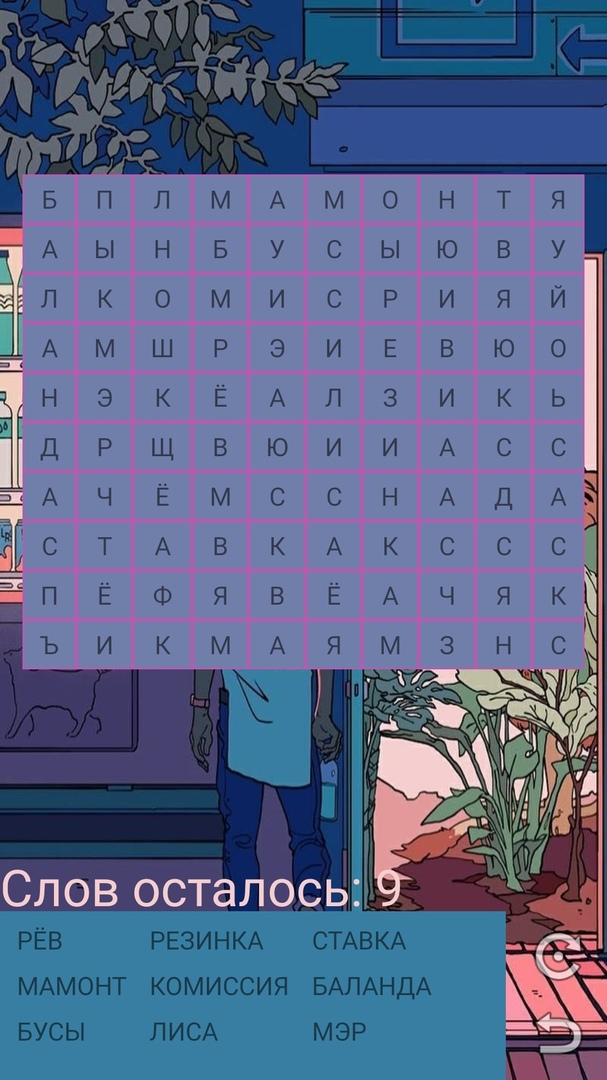 Б П Л М А М О Н Т Я
А Ы Н Б У С Ы Ю В У
Л К О М И С Р И Я Й
А М Ш Р Э И Е В Ю О
Н Э К Ё А Л З И К Ь
Д Р Щ В Ю И И А С С
А Ч Ё М С С Н А Д А
С Т А В К А К С С С
П Ё Ф Я В Ё А Ч Я К
Ъ И К М А Я М З Н С
Слов осталось: 9
РЁВ РЕЗИНКА СТАВКА
МАМОНТ КОМИССИЯ БАЛАНДА
БУСЫ ЛИСА МЭР